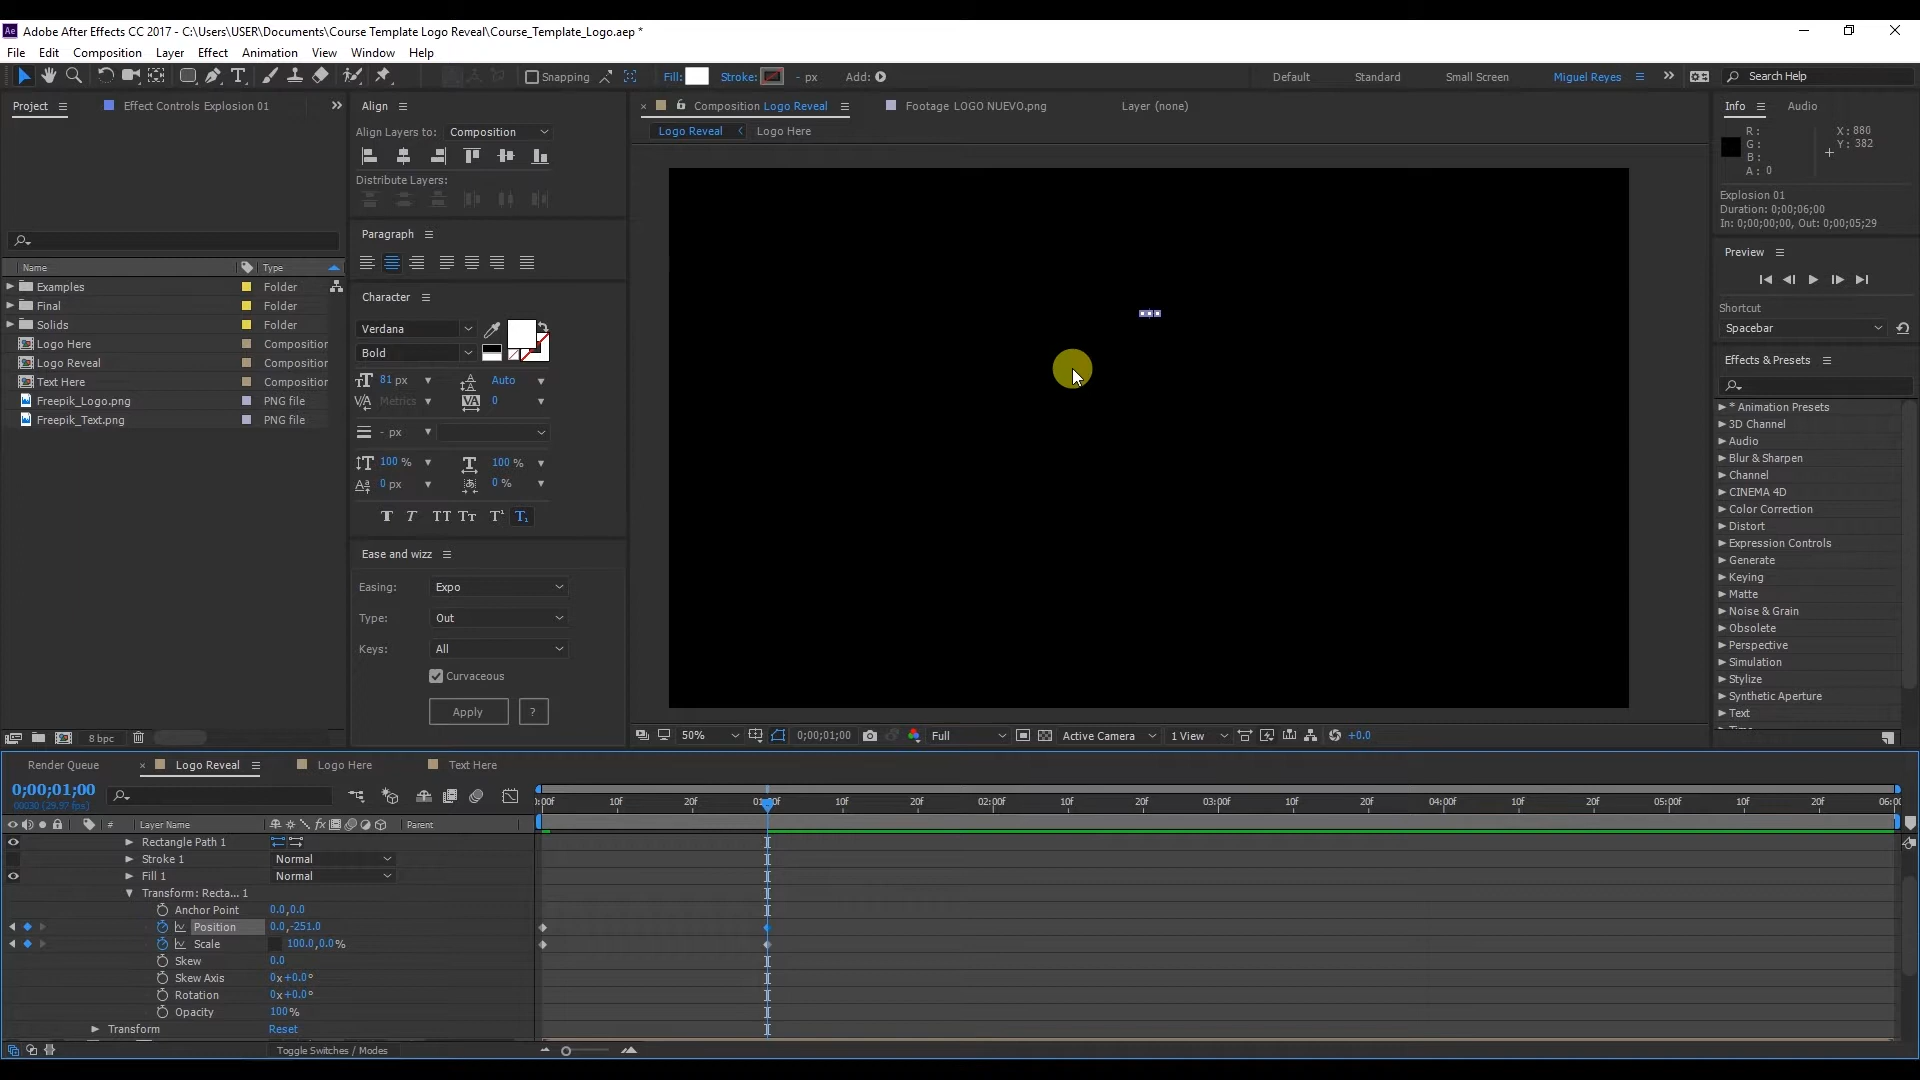 Adobe After Effects CC 2017 - C:\Users\USER\Documents\Course Template Logo Reveal\Course_Template_Logo.aep *
File Edit Composition Layer Effect Animation View Window Help
Snapping Fill: Stroke: - px Add: Default Standard Small Screen Miguel Reyes Search Help
Project Effect Controls Explosion 01
Name Type
Examples Folder
Final Folder
Solids Folder
Logo Here Composition
Logo Reveal Composition
Text Here Composition
Freepik_Logo.png PNG file
Freepik_Text.png PNG file
8 bpc
Align
Align Layers to: Composition
Distribute Layers:
Paragraph
Character
Verdana
Bold
81 px Auto
Metrics 0
- px
100 % 100 %
0 px 0 %
Ease and wizz
Easing: Expo
Type: Out
Keys: All
Curvaceous
Apply ?
Composition Logo Reveal Footage LOGO NUEVO.png Layer (none)
Logo Reveal Logo Here
50% 0;00;01;00 Full Active Camera 1 View +0.0
Info Audio
R: X: 880
G: Y: 382
B:
A: 0
Explosion 01
Duration: 0;00;06;00
In: 0;00;00;00, Out: 0;00;05;29
Preview
Shortcut
Spacebar
Effects & Presets
* Animation Presets
3D Channel
Audio
Blur & Sharpen
Channel
CINEMA 4D
Color Correction
Distort
Expression Controls
Generate
Keying
Matte
Noise & Grain
Obsolete
Perspective
Simulation
Stylize
Synthetic Aperture
Text
Render Queue Logo Reveal Logo Here Text Here
0;00;01;00
00030 (29.97 fps)
# Layer Name Parent
:00f 10f 20f 01:00f 10f 20f 02:00f 10f 20f 03:00f 10f 20f 04:00f 10f 20f 05:00f 10f 20f 06:00
Rectangle Path 1
Stroke 1 Normal
Fill 1 Normal
Transform: Recta... 1
Anchor Point 0.0,0.0
Position 0.0,-251.0
Scale 100.0,0.0%
Skew 0.0
Skew Axis 0x+0.0°
Rotation 0x+0.0°
Opacity 100%
Transform Reset
Toggle Switches / Modes